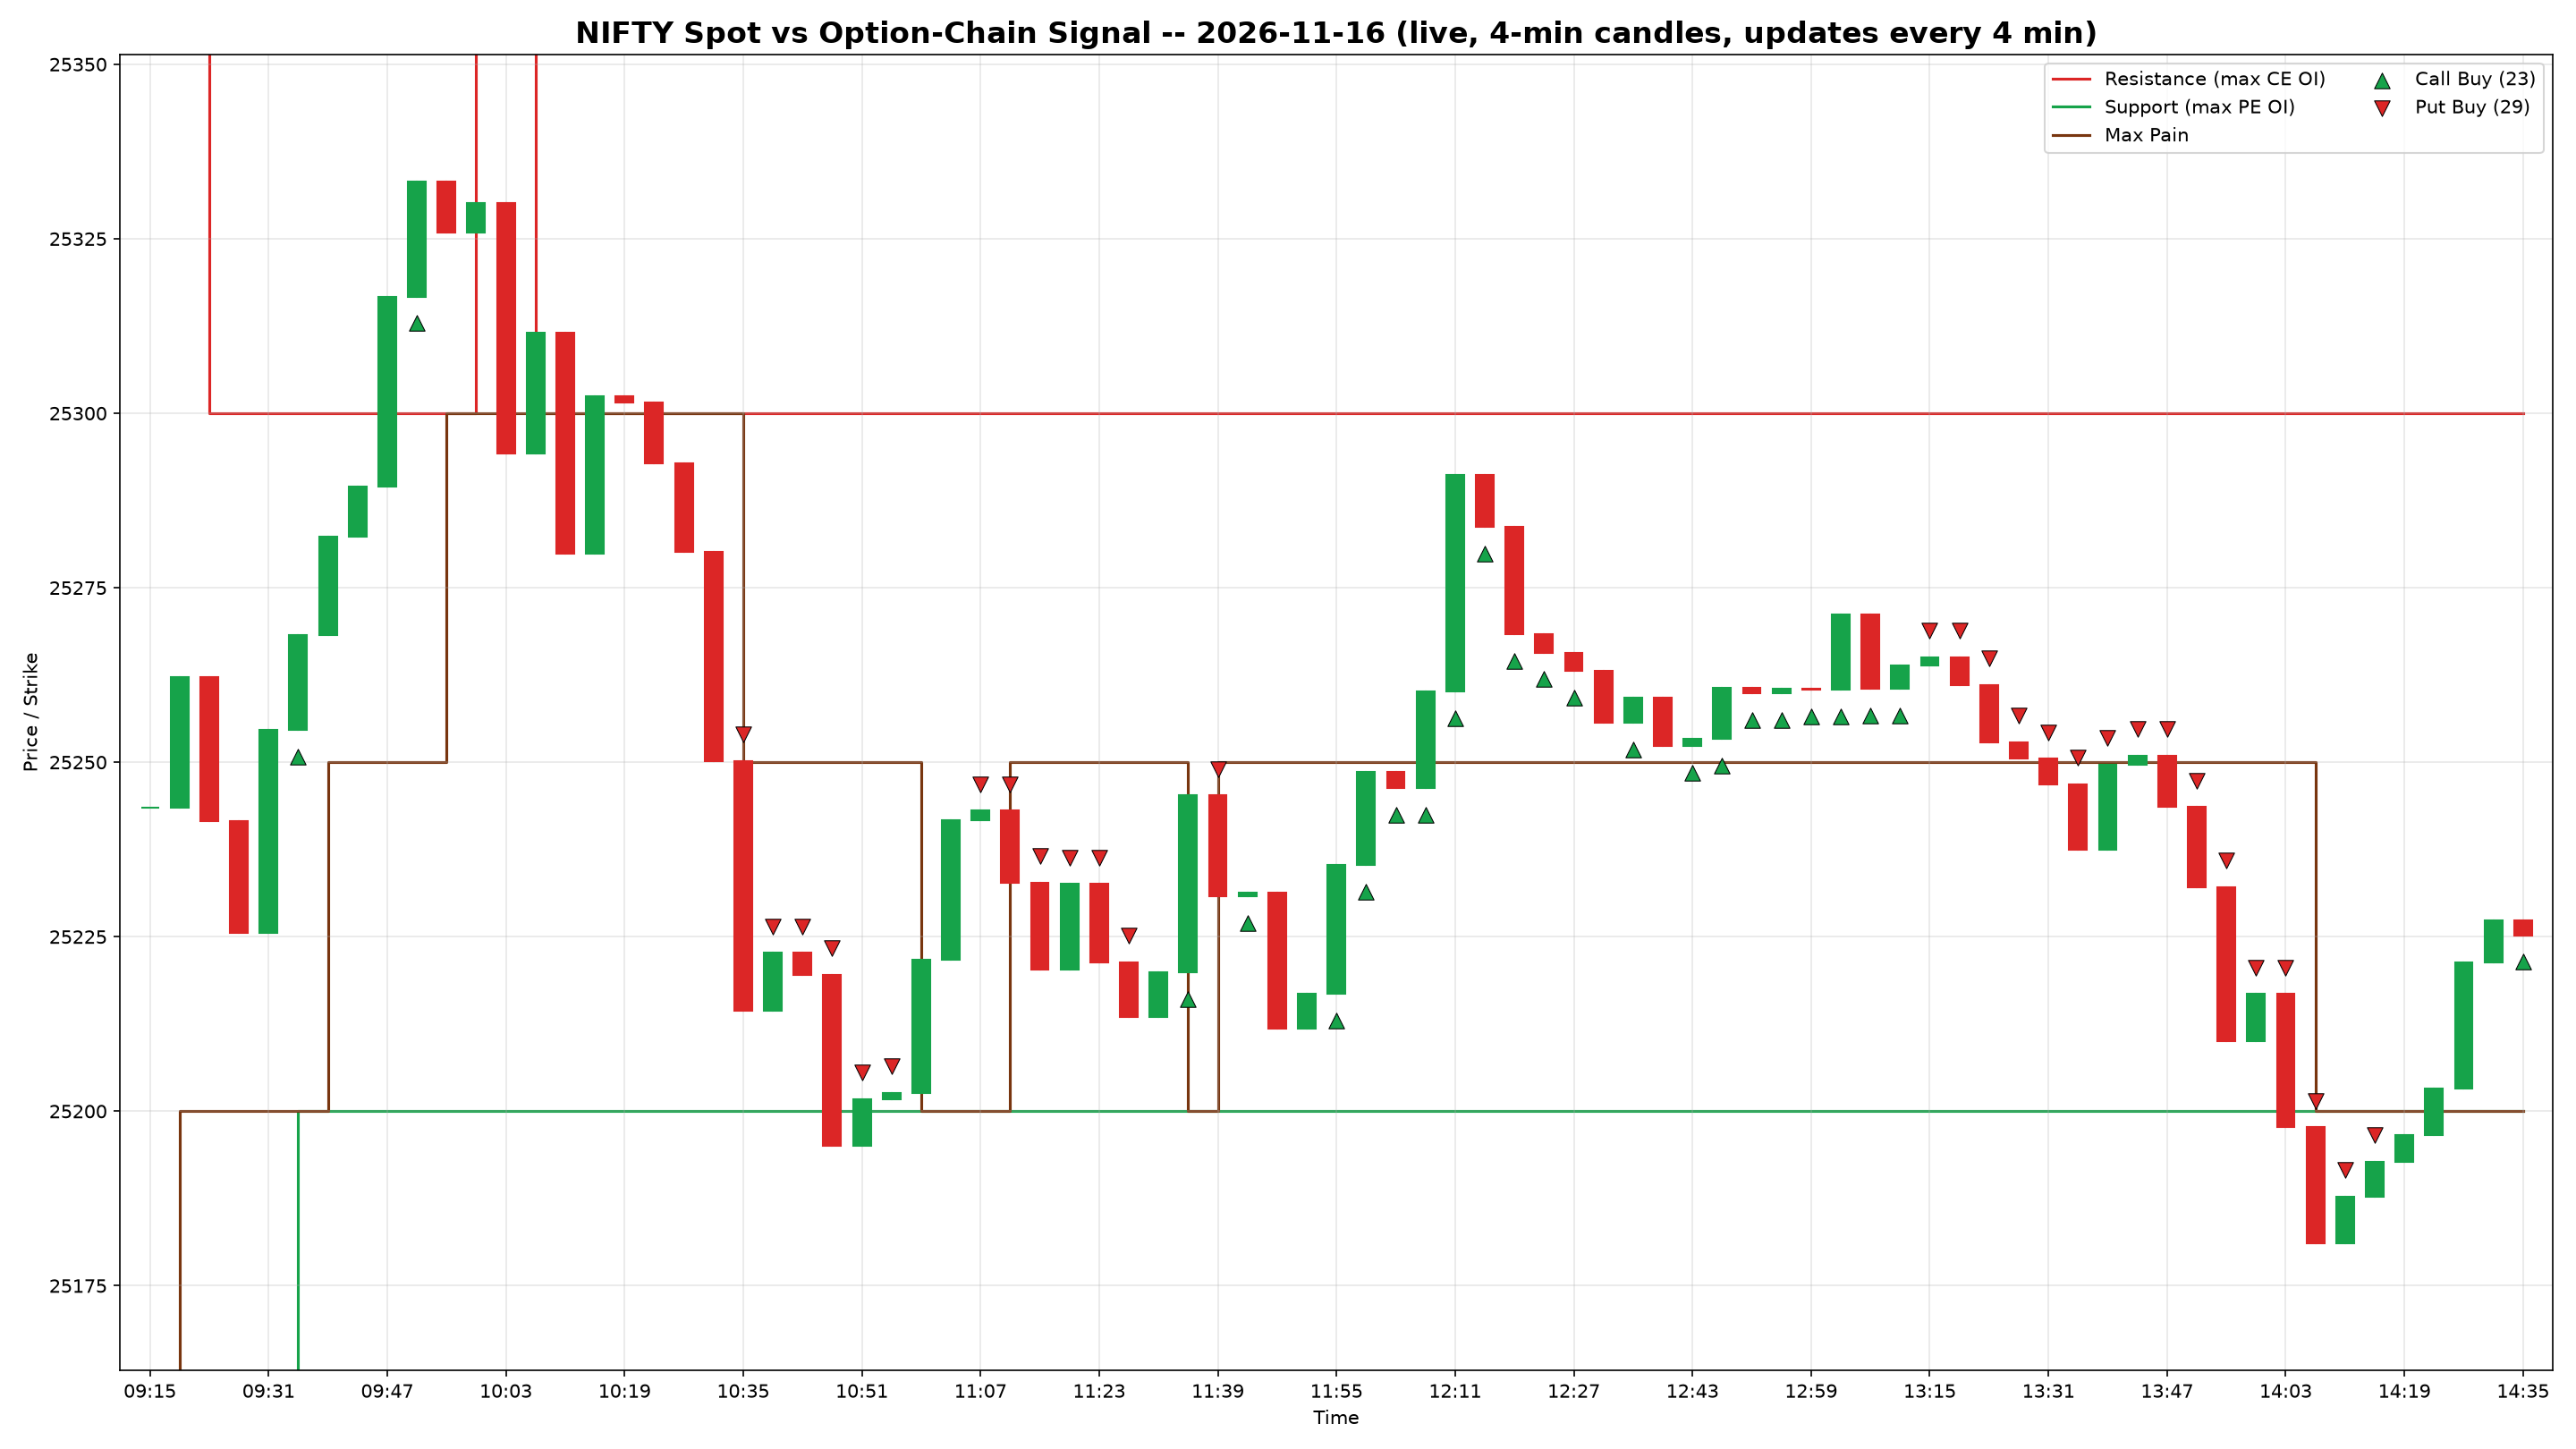 NIFTY Spot vs Option-Chain Signal -- 2026-11-16 (live, 4-min candles, updates every 4 min)
Resistance (max CE OI)
Support (max PE OI)
Max Pain
Call Buy (23)
Put Buy (29)
Price / Strike
25350
25325
25300
25275
25250
25225
25200
25175
09:15 09:31 09:47 10:03 10:19 10:35 10:51 11:07 11:23 11:39 11:55 12:11 12:27 12:43 12:59 13:15 13:31 13:47 14:03 14:19 14:35
Time